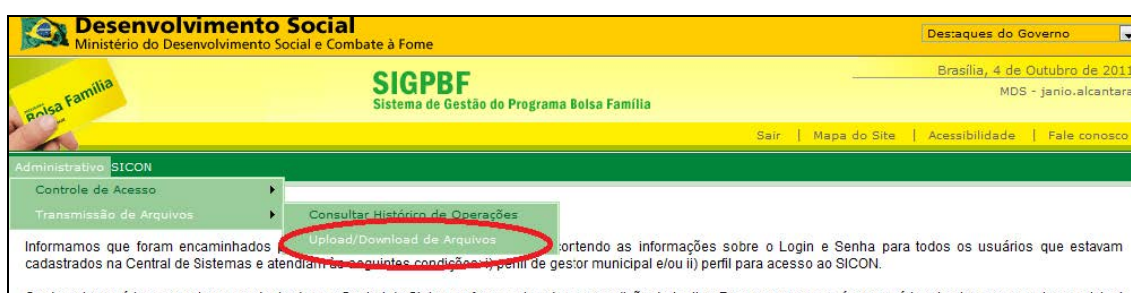 Desenvolvimento Social
Ministério do Desenvolvimento Social e Combate à Fome
Destaques do Governo
Bolsa Família
SIGPBF
Sistema de Gestão do Programa Bolsa Família
Brasília, 4 de Outubro de 2011
MDS - janio.alcantara
Sair | Mapa do Site | Acessibilidade | Fale conosco
Administrativo SICON
Controle de Acesso
Transmissão de Arquivos
Consultar Histórico de Operações
Upload/Download de Arquivos
Informamos que foram encaminhados as informações sobre o Login e Senha para todos os usuários que estavam
cadastrados na Central de Sistemas e atendiam às seguintes condições: i) perfil de gestor municipal e/ou ii) perfil para acesso ao SICON.